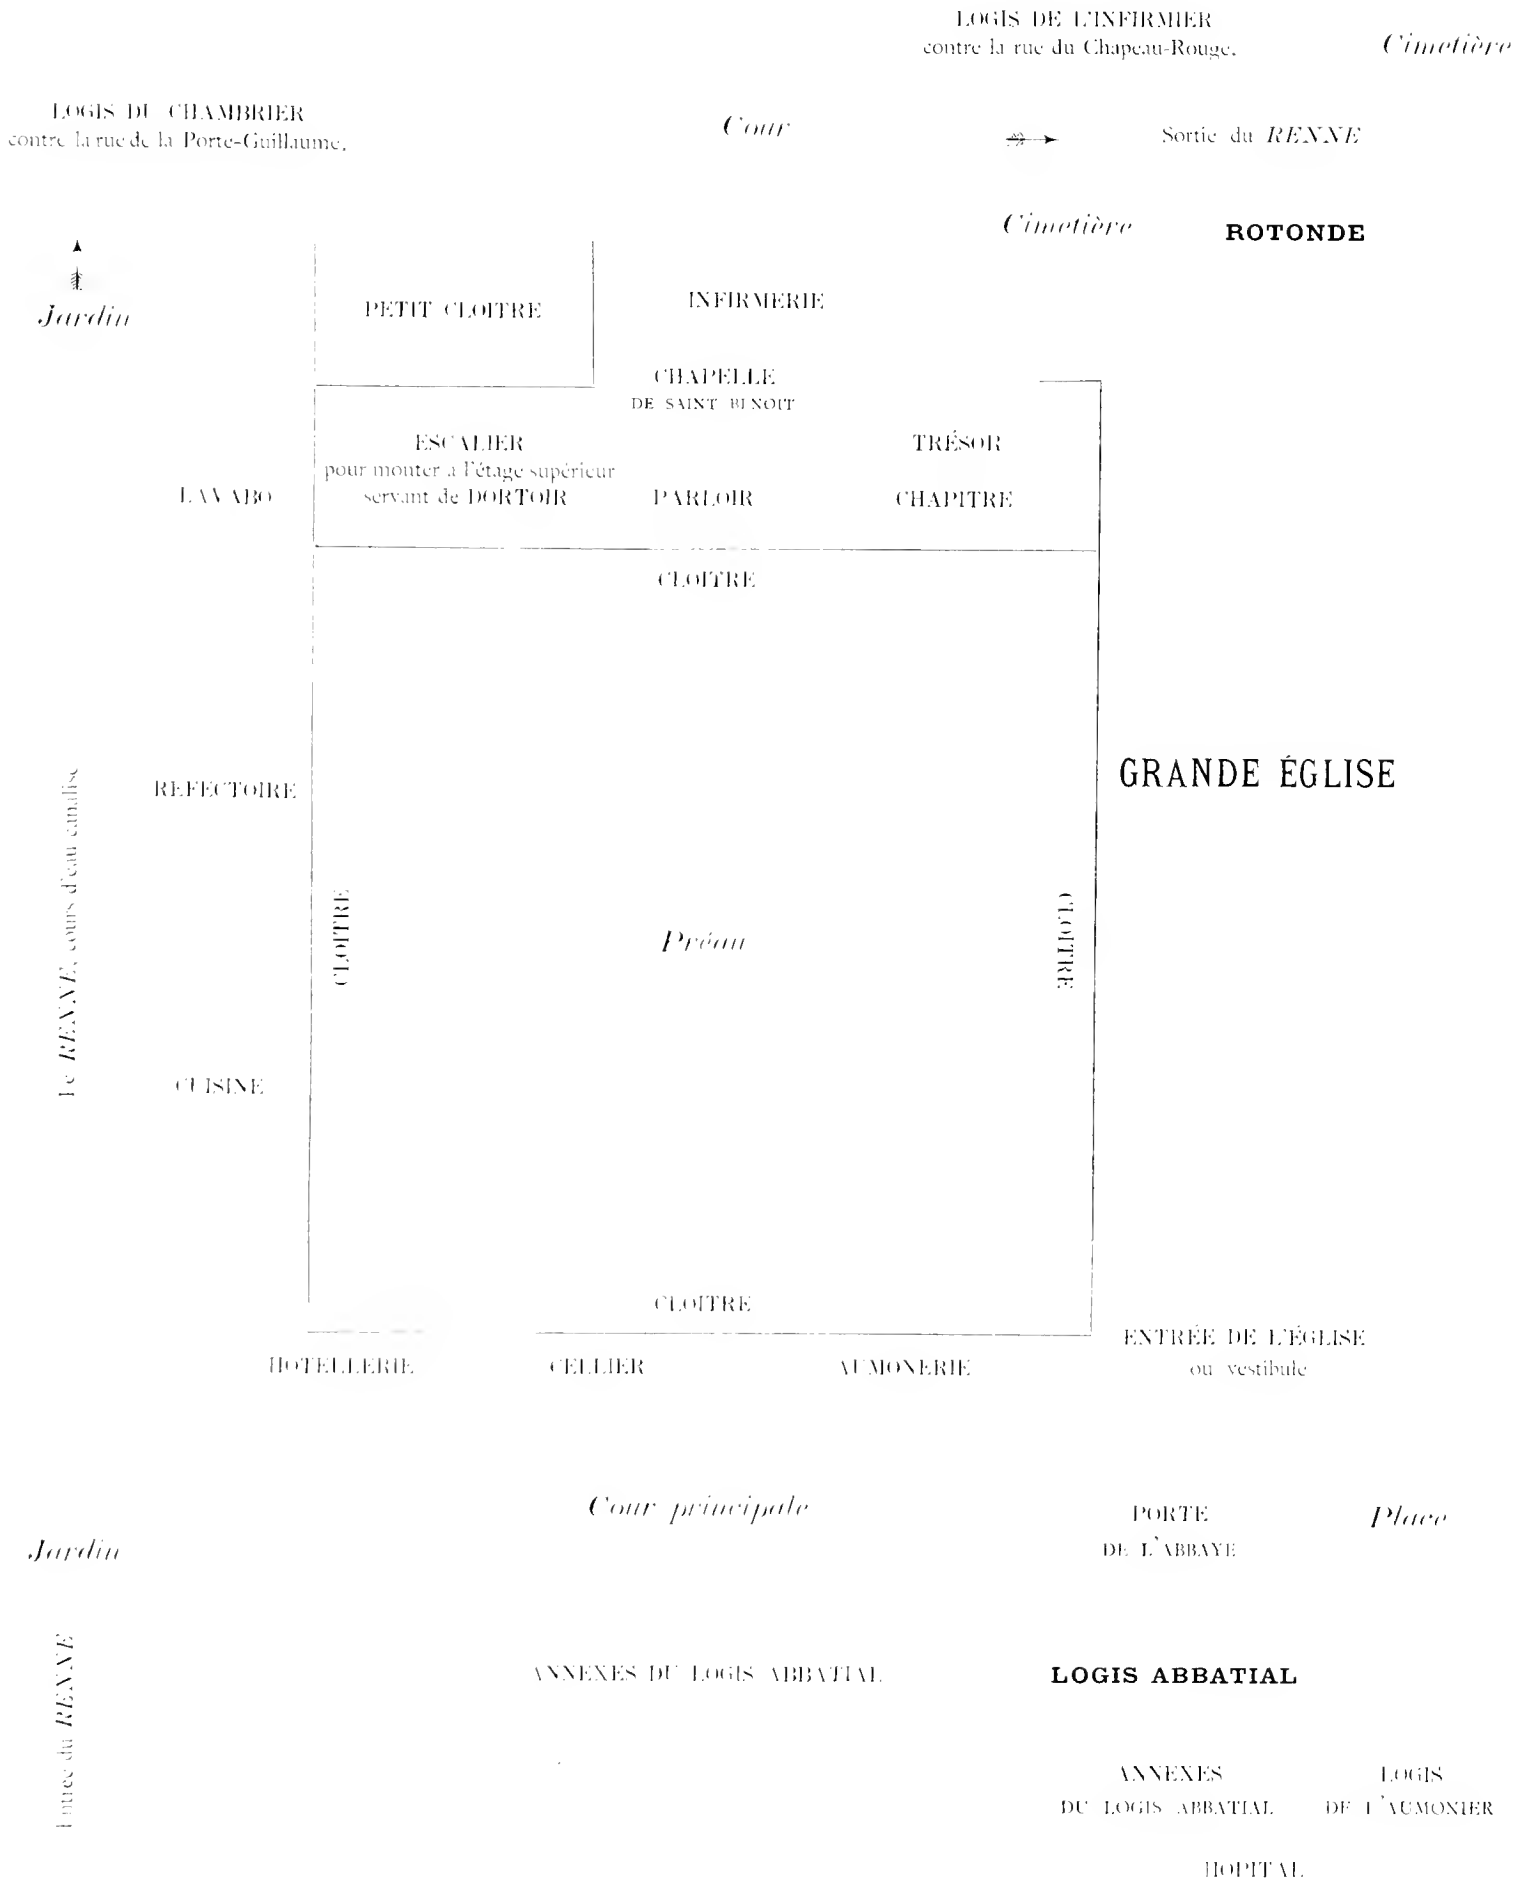 LOGIS DE L'INFIRMIER
contre la rue du Chapeau-Rouge.
Cimetière
LOGIS DU CHAMBRIER
contre la rue de la Porte-Guillaume.
Cour
Sortie du RENNE
Cimetière
ROTONDE
Jardin
PETIT CLOITRE
INFIRMERIE
CHAPELLE
DE SAINT BENOIT
ESCALIER
pour monter a l'étage supérieur
servant de DORTOIR
TRÉSOR
LAVABO
PARLOIR
CHAPITRE
CLOITRE
GRANDE ÉGLISE
REFECTOIRE
Le RENNE, cours d'eau canalisé
CLOITRE
Préau
CLOITRE
CUISINE
CLOITRE
ENTRÉE DE L'ÉGLISE
ou vestibule
HOTELLERIE
CELLIER
AUMONERIE
Cour principale
PORTE
DE L'ABBAYE
Place
Jardin
Entrée du RENNE
ANNEXES DU LOGIS ABBATIAL
LOGIS ABBATIAL
ANNEXES
DU LOGIS ABBATIAL
LOGIS
DE L'AUMONIER
HOPITAL